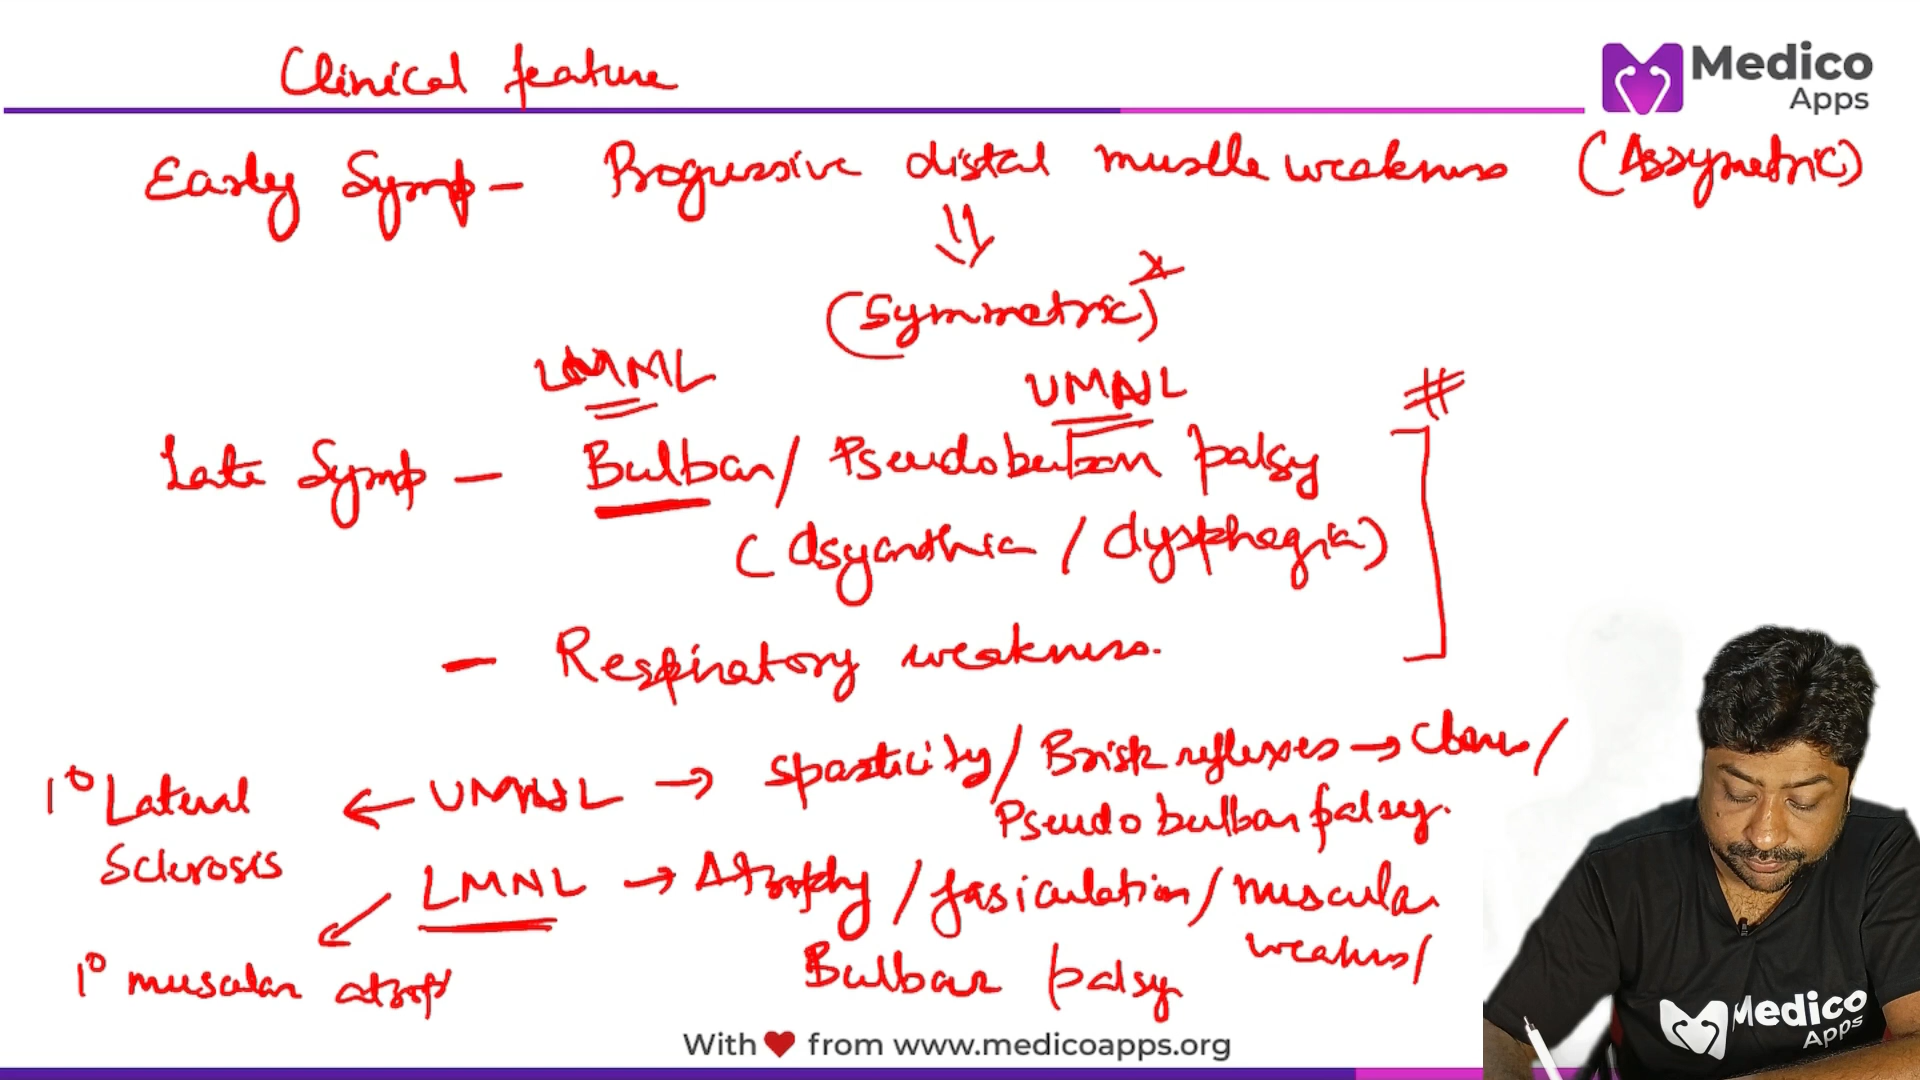 Clinical feature
Medico
Apps
Early Symp - Progressive distal muscle weakness (Assymetric)
(Symmetric)
LMNL
UMNL
#
Late Symp - Bulbar / Pseudobulbar palsy
(dsyarthria / dysphagia)
- Respiratory weakness.
1° Lateral Sclerosis ← UMNL → spasticity / Brisk reflexes → Clonus /
Pseudo bulbar palsy.
LMNL → Atrophy / fasiculation / muscular weakness /
1° muscular atrophy
Bulbar palsy
Medico
Apps
With ❤ from www.medicoapps.org